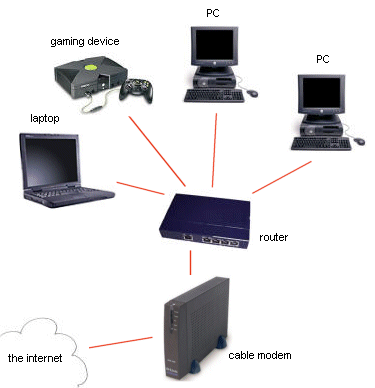 PC
gaming device
PC
laptop
router
the internet
cable modem